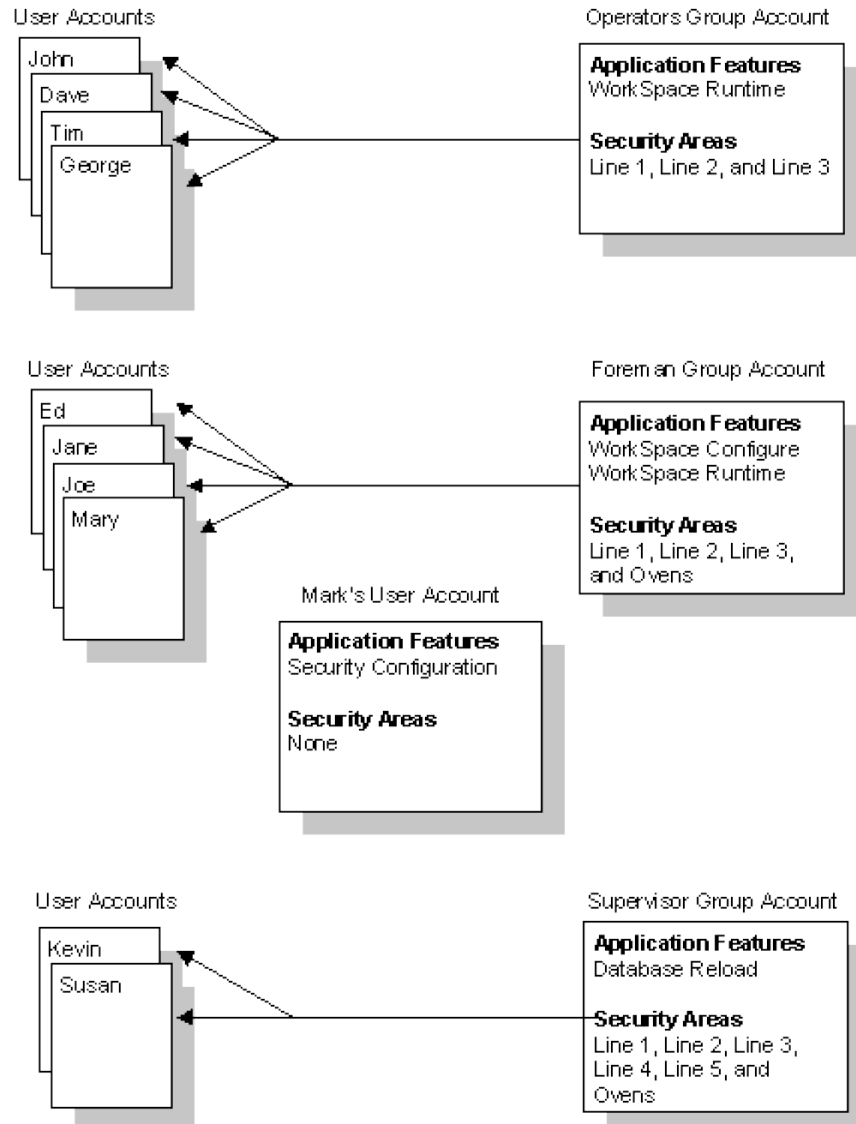 User Accounts
Operators Group Account
John
Dave
Tim
George
Application Features
WorkSpace Runtime
Security Areas
Line 1, Line 2, and Line 3
User Accounts
Foreman Group Account
Ed
Jane
Joe
Mary
Application Features
WorkSpace Configure
WorkSpace Runtime
Security Areas
Line 1, Line 2, Line 3,
and Ovens
Mark's User Account
Application Features
Security Configuration
Security Areas
None
User Accounts
Supervisor Group Account
Kevin
Susan
Application Features
Database Reload
Security Areas
Line 1, Line 2, Line 3,
Line 4, Line 5, and
Ovens